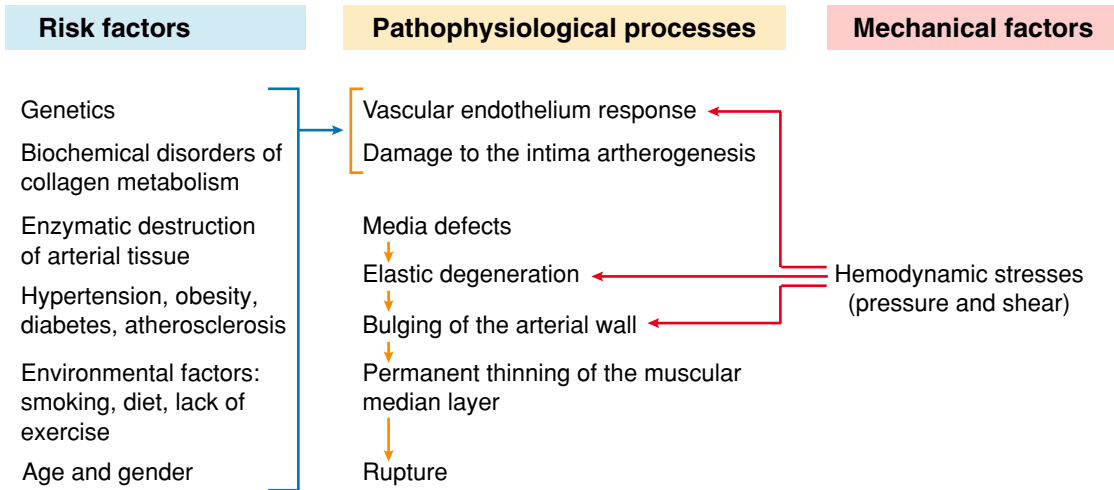 Risk factors
Genetics
Biochemical disorders of
collagen metabolism
Enzymatic destruction
of arterial tissue
Hypertension, obesity,
diabetes, atherosclerosis
Environmental factors:
smoking, diet, lack of
exercise
Age and gender
Pathophysiological processes
Vascular endothelium response
Damage to the intima artherogenesis
Media defects
Elastic degeneration
Bulging of the arterial wall
Permanent thinning of the muscular
median layer
Rupture
Mechanical factors
Hemodynamic stresses
(pressure and shear)